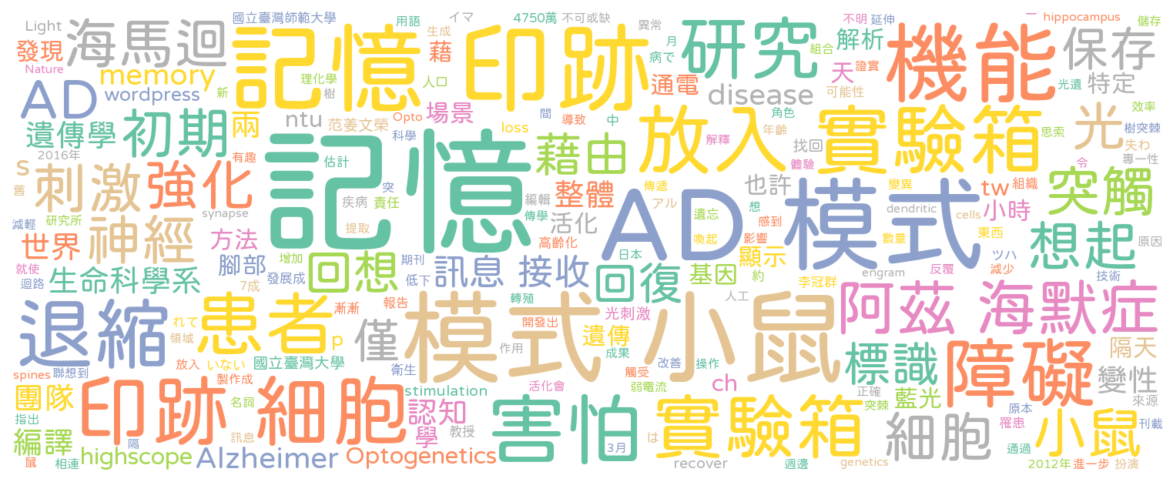 Light
海馬迴
國立臺灣師範大學
用語
イマ
4750萬
不可或缺
異常
不明
延伸
一
hippocampus
儲存
發現
Nature
記憶 印跡
生成
藉
人口
月
病で
研究
組合
解析
證實
機能
保存
AD
memory
wordpress
新
理化學
樹
Opto
場景
科學
導致
間
中
通電
disease
天
可能性
光遺
特定
效率
遺傳學
初期
兩
ntu
范姜文榮
loss
藉由
放入 實驗箱
角色
解釋
年齡
找回
體驗
光
思索
樹突棘
失わ
專一性
2016年
有趣
估計
記憶
整體
也許
令
s
舊
刺激
強化
疾病
突
責任
編輯
傳學
傳遞
アル
變異
想
遺忘
感到
AD 模式
dendritic
tw
組織
突觸
減輕
研究所
synapse
提取
活化
喚起
影響
數量
cells
小時
東西
世界
神經
方法
高齡化
顯示
想起
原因
就使
迴路
生命科學系
腳部
增加
回想
期刊
低下
訊息 接收
日本
回復
基因
約
engram
反覆
ツハ
減少
技術
7成
發展成
漸漸
報告
轉殖
人工
李冠群
退縮
れて
領域
患者
p
僅
模式 小鼠
開發出
光刺激
遺傳
阿茲 海默症
聯想到
放入
いない
製作成
國立臺灣大學
作用
成果
改善
操作
標識
障礙
隔天
spines
團隊
指出
印跡 細胞
名詞
衛生
stimulation
活化會
弱電流
觸受
ch
正確
藍光
變性
來源
編譯
鼠
相連
highscope
訊息
隔
Alzheimer
認知
學
教授
Optogenetics
害怕
3月
recover
實驗箱
は
週邊
突棘
genetics
細胞
罹患
原本
通過
小鼠
刊載
2012年
進一步
扮演